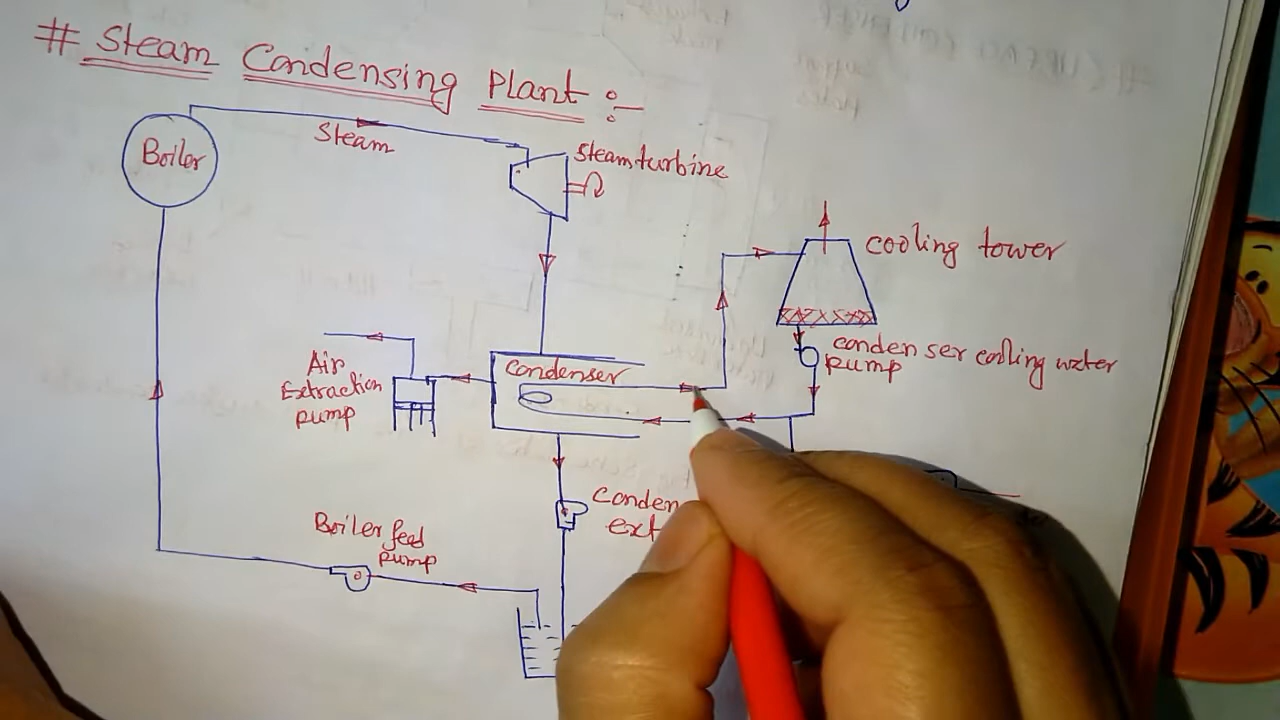 # Steam Condensing Plant :-
Boiler
Steam
Steam turbine
cooling tower
condenser cooling water
pump
Condenser
Air
Extraction
pump
Conden
ext
Boiler feed
pump